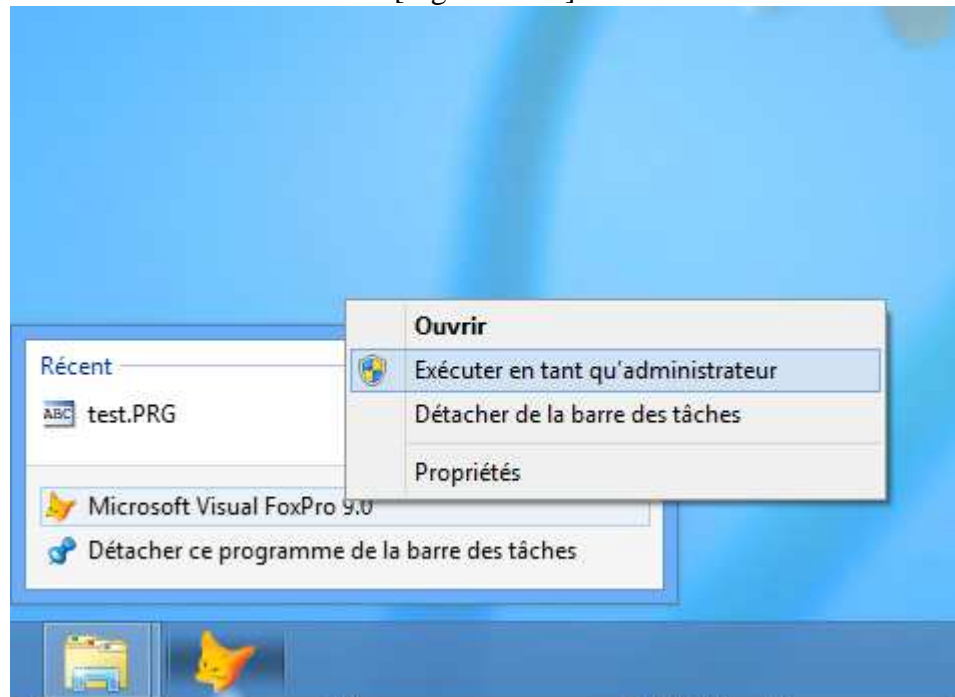 Ouvrir
Récent
Exécuter en tant qu'administrateur
ABC test.PRG
Détacher de la barre des tâches
Propriétés
Microsoft Visual FoxPro 9.0
Détacher ce programme de la barre des tâches